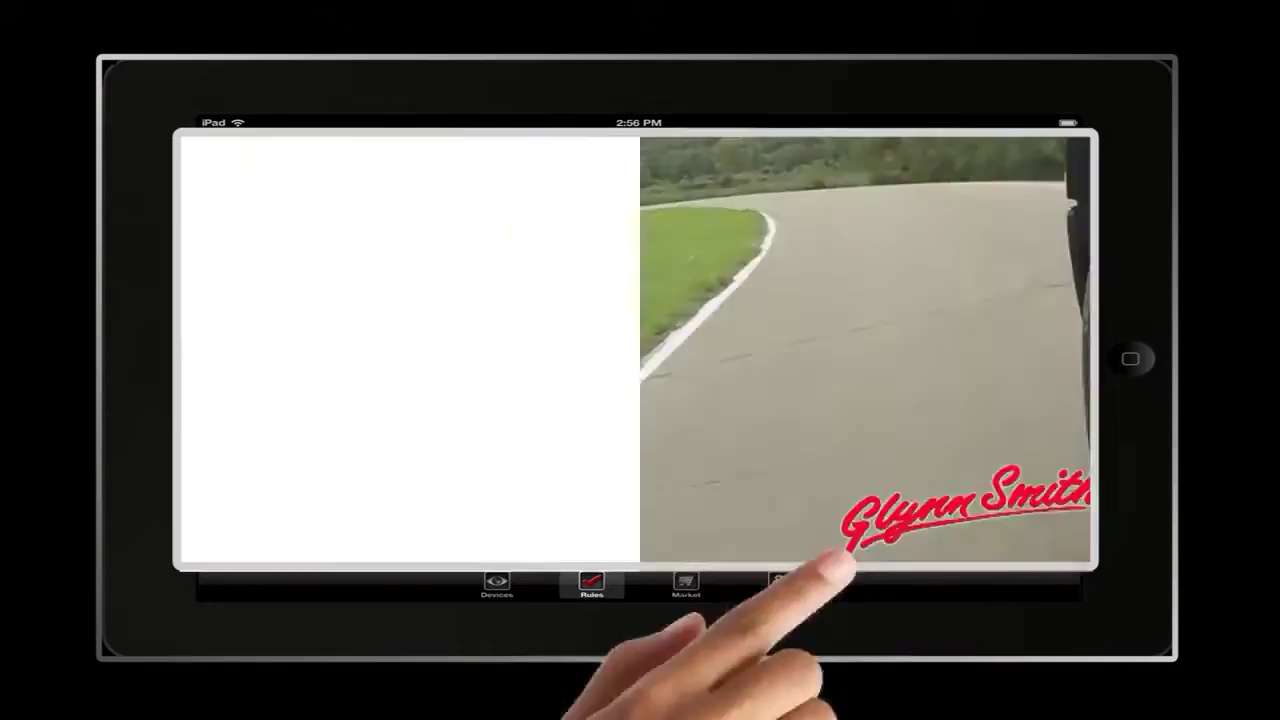 iPad
2:56 PM
Glynn Smith
Devices
Rules
Market